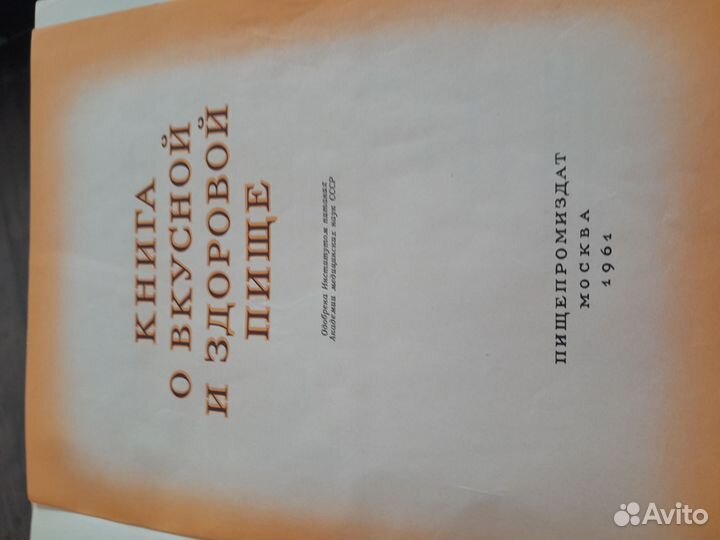 КНИГА
О ВКУСНОЙ
И ЗДОРОВОЙ
ПИЩЕ
Одобрена Институтом питания
Академии медицинских наук СССР
ПИЩЕПРОМИЗДАТ
МОСКВА
1961
Avito